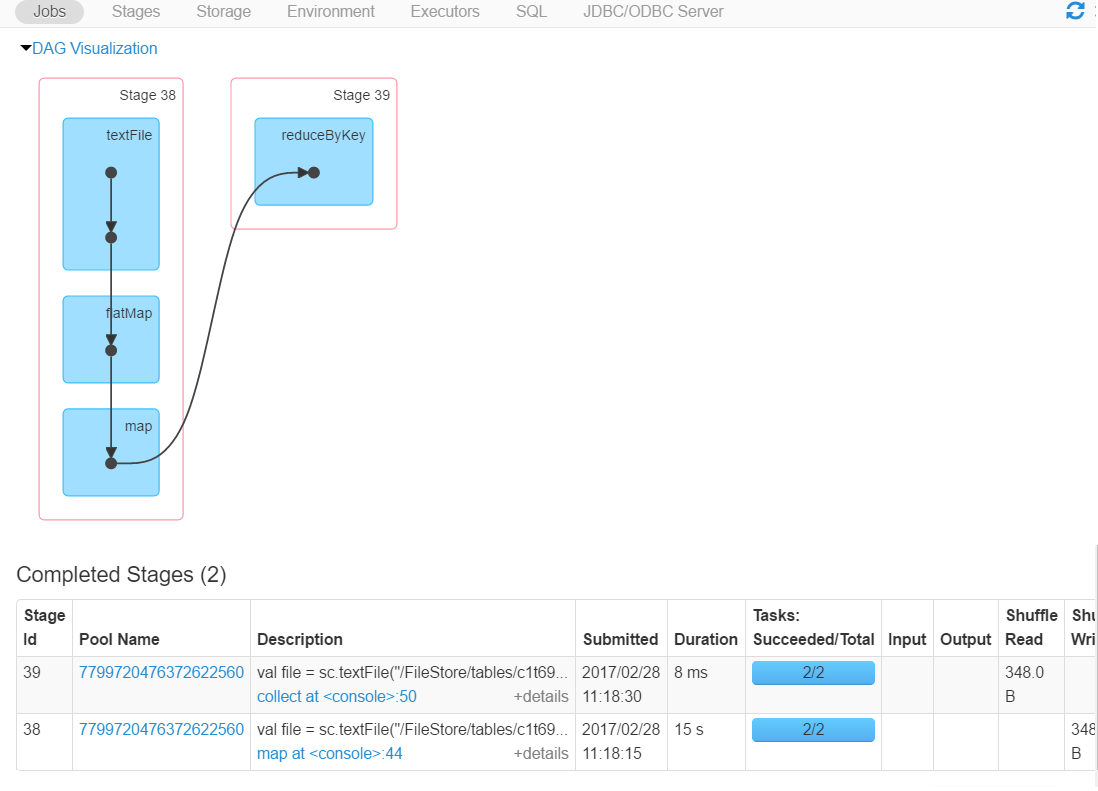 Jobs Stages Storage Environment Executors SQL JDBC/ODBC Server
DAG Visualization
Stage 38
Stage 39
textFile
reduceByKey
flatMap
map
Completed Stages (2)
Stage Id Pool Name Description Submitted Duration Tasks: Succeeded/Total Input Output Shuffle Read
39 7799720476372622560 val file = sc.textFile("/FileStore/tables/c1t69... 2017/02/28 8 ms 2/2 348.0
collect at <console>:50 +details 11:18:30 B
38 7799720476372622560 val file = sc.textFile("/FileStore/tables/c1t69... 2017/02/28 15 s 2/2 348
map at <console>:44 +details 11:18:15 B